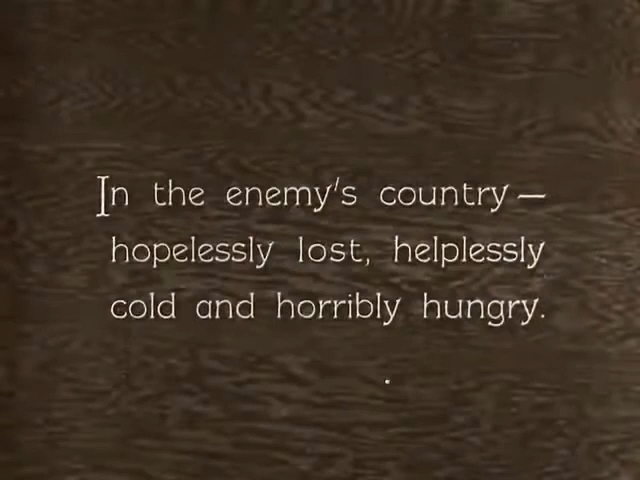 In the enemy's country —
hopelessly lost, helplessly
cold and horribly hungry.